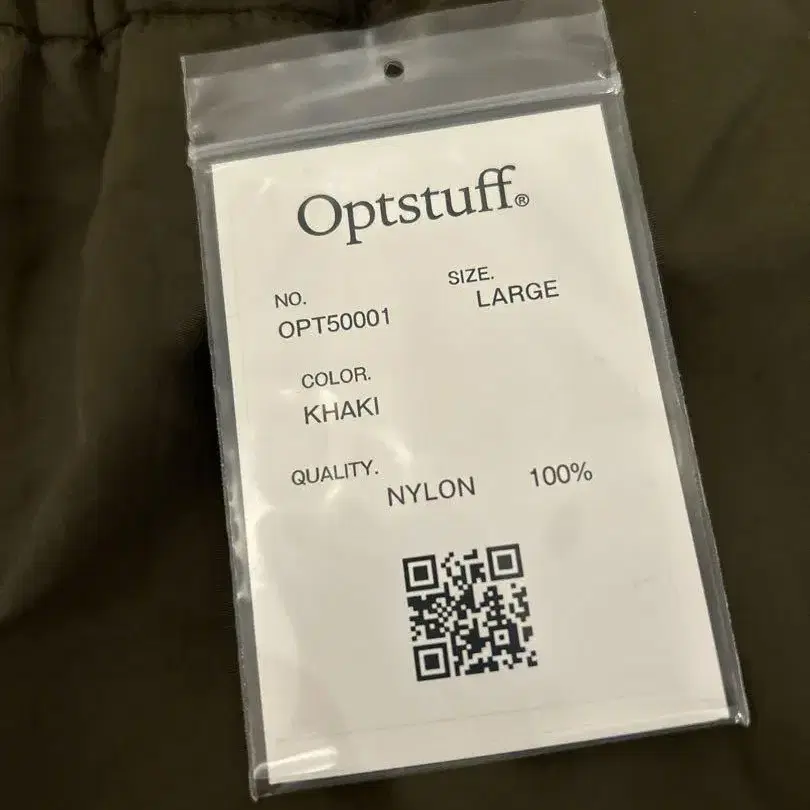 Optstuff®
NO.
OPT50001
SIZE.
LARGE
COLOR.
KHAKI
QUALITY.
NYLON 100%